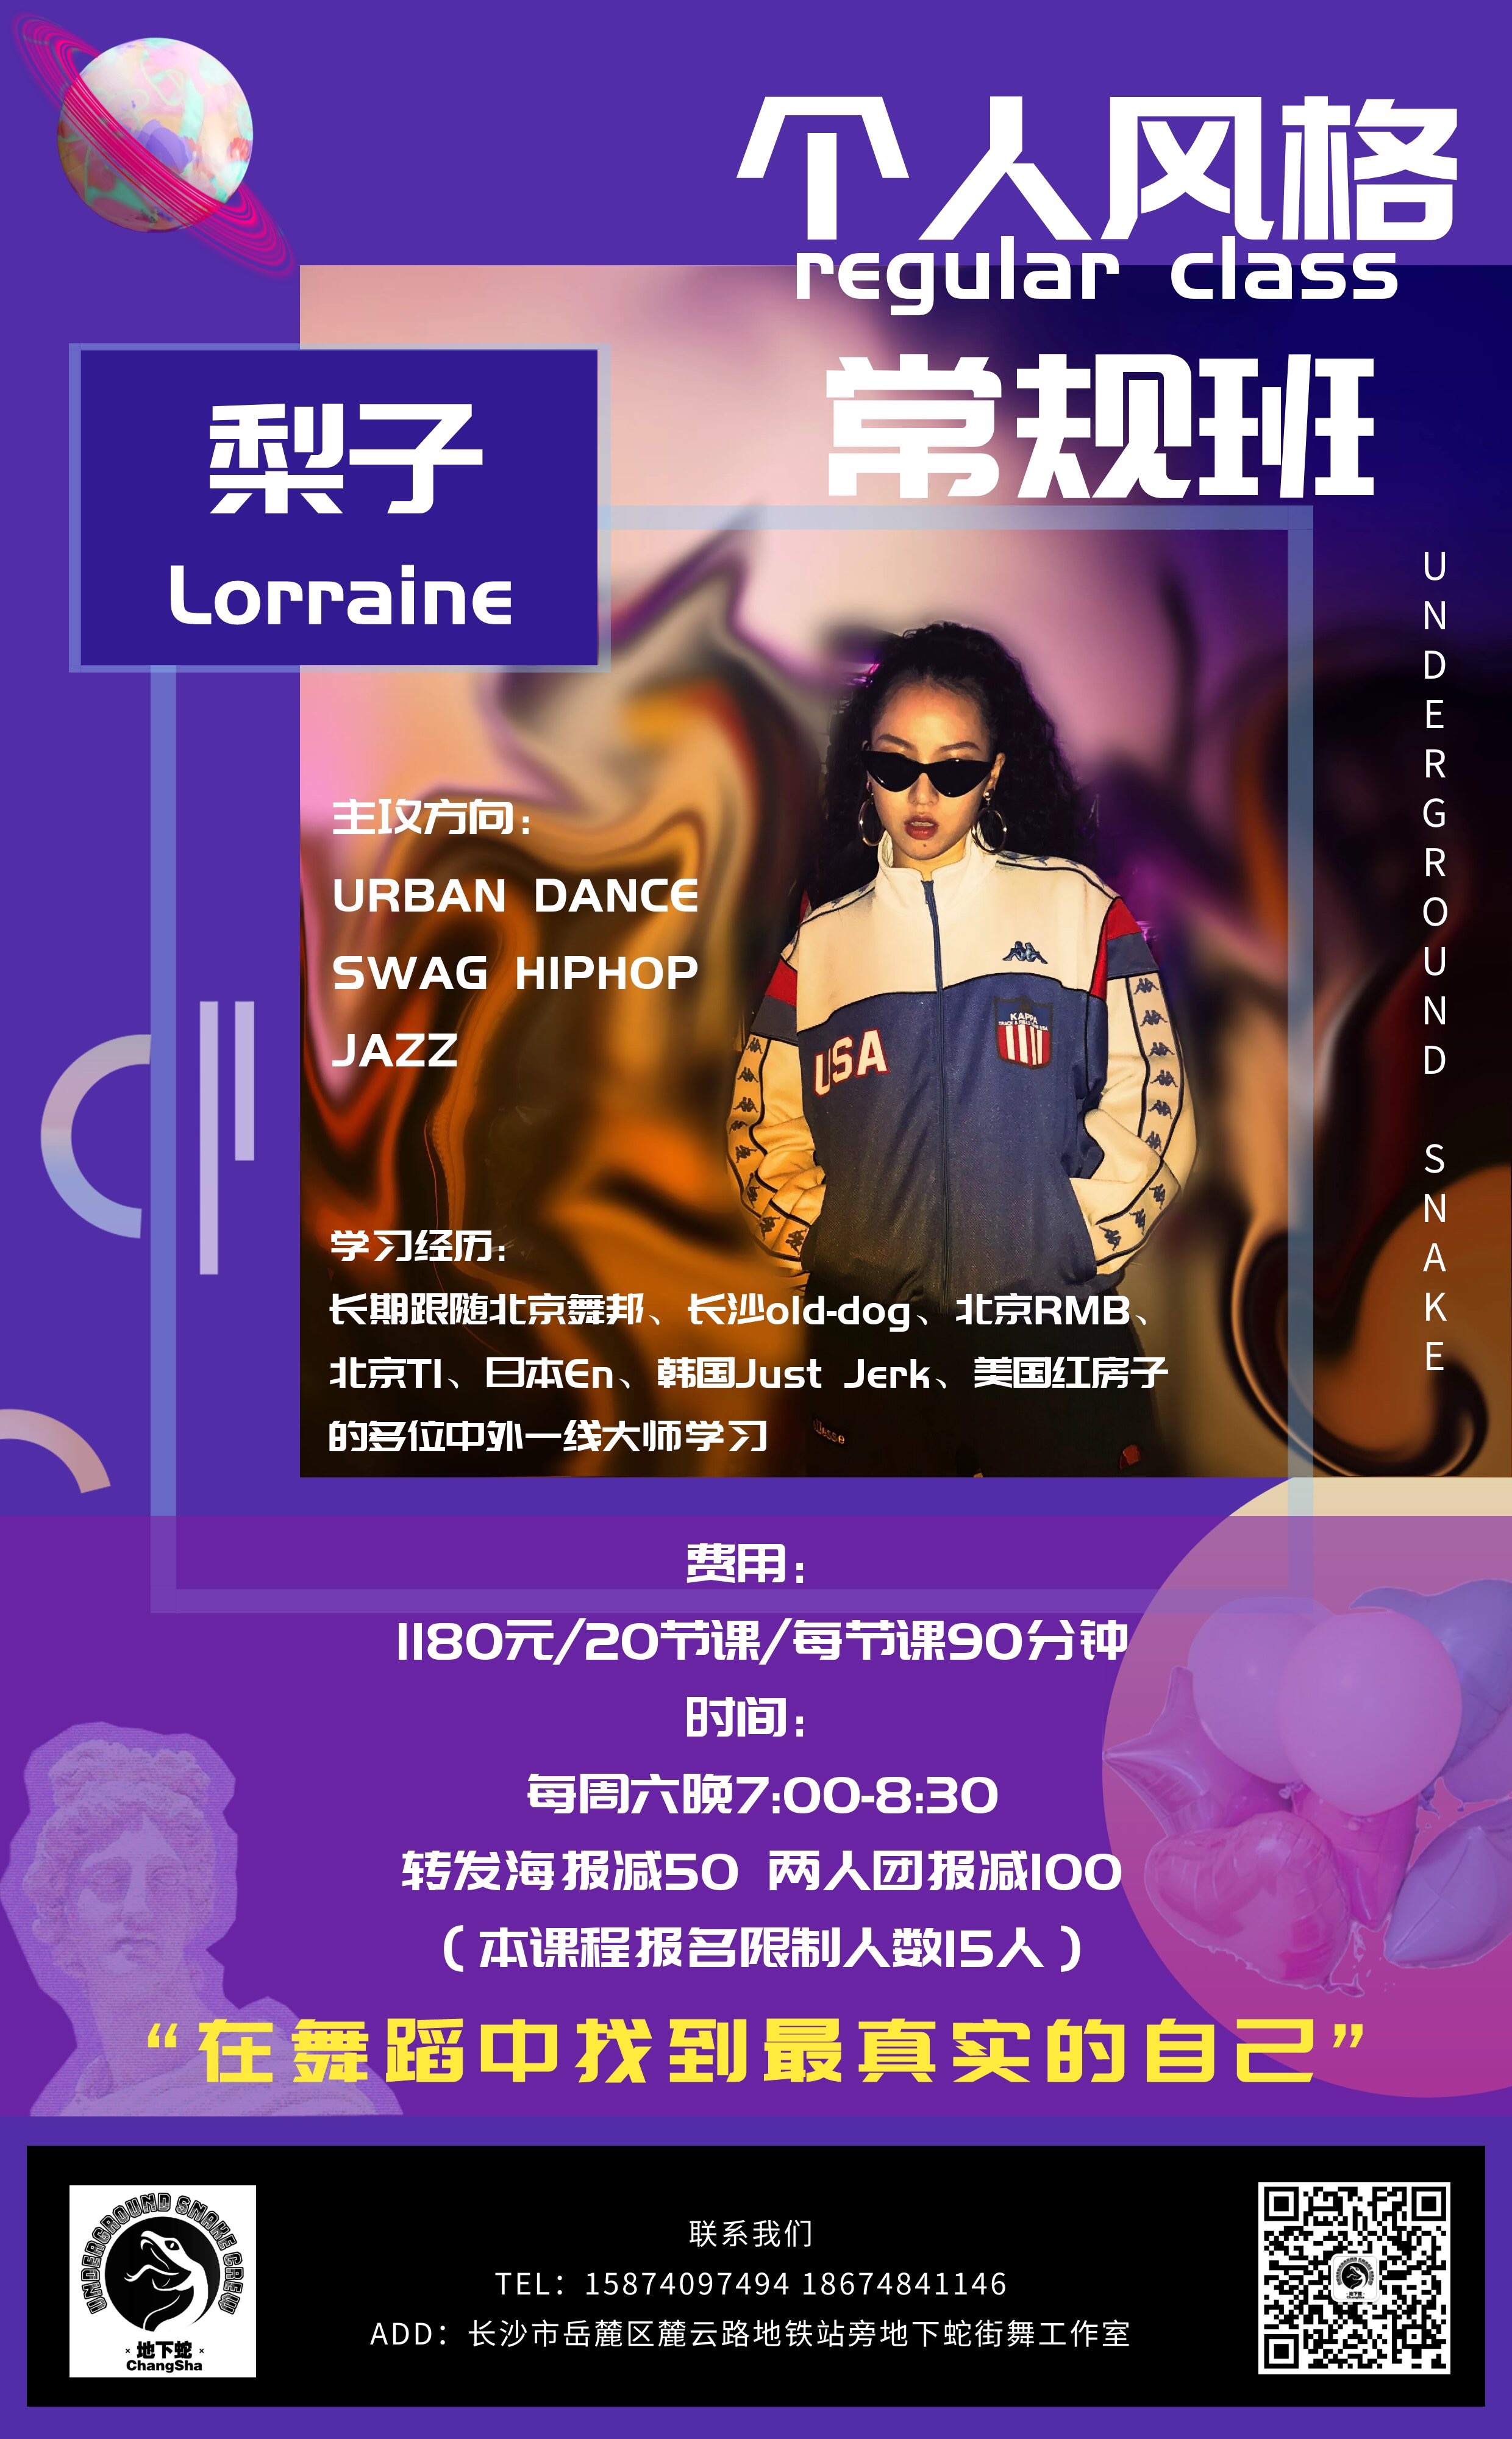 个人风格
regular class
常规班
梨子
Lorraine
UNDERGROUND SNAKE
主攻方向：
URBAN DANCE
SWAG HIPHOP
JAZZ
USA
KAPPA
学习经历：
长期跟随北京舞邦、长沙old-dog、北京RMB、
北京TI、日本En、韩国Just Jerk、美国红房子
的多位中外一线大师学习
费用：
1180元/20节课/每节课90分钟
时间：
每周六晚7:00-8:30
转发海报减50 两人团报减100
（本课程报名限制人数15人）
“在舞蹈中找到最真实的自己”
UNDERGROUND SNAKE CREW
×地下蛇×
ChangSha
联系我们
TEL：15874097494 18674841146
ADD：长沙市岳麓区麓云路地铁站旁地下蛇街舞工作室